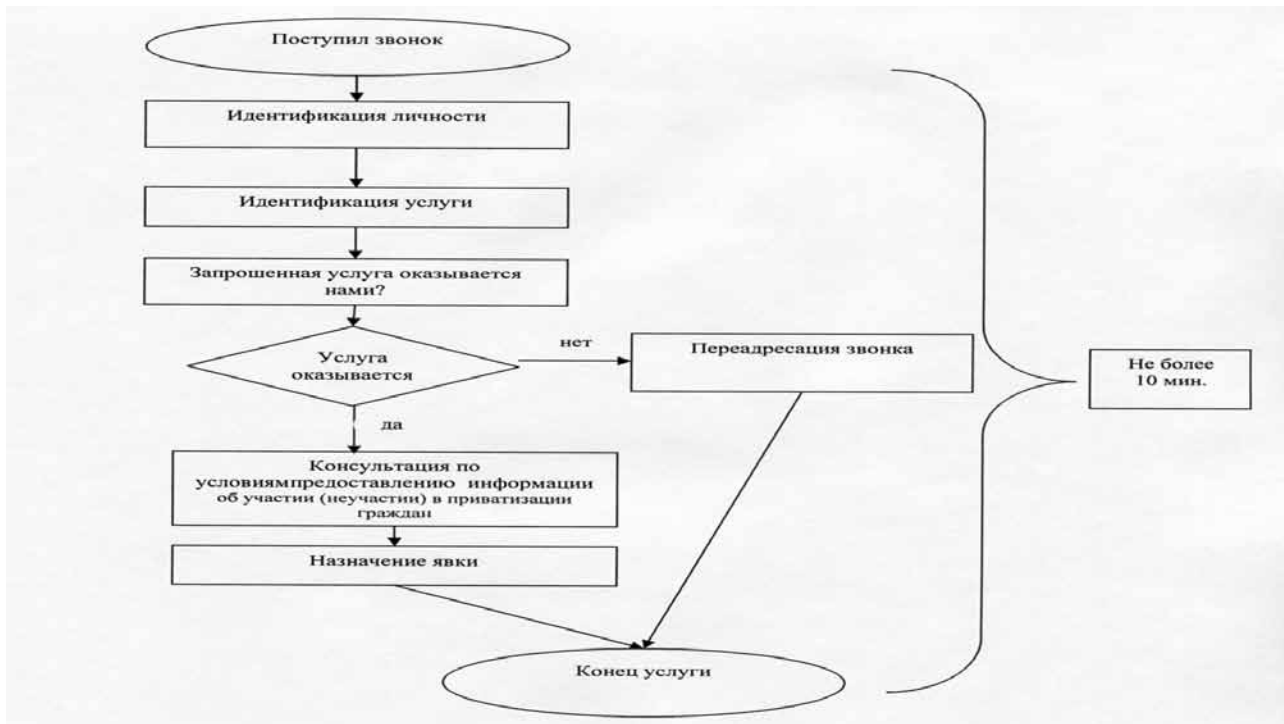 Поступил звонок
Идентификация личности
Идентификация услуги
Запрошенная услуга оказывается
нами?
Услуга
оказывается
нет
Переадресация звонка
Не более
10 мин.
да
Консультация по
условиямпредоставлению информации
об участии (неучастии) в приватизации
граждан
Назначение явки
Конец услуги